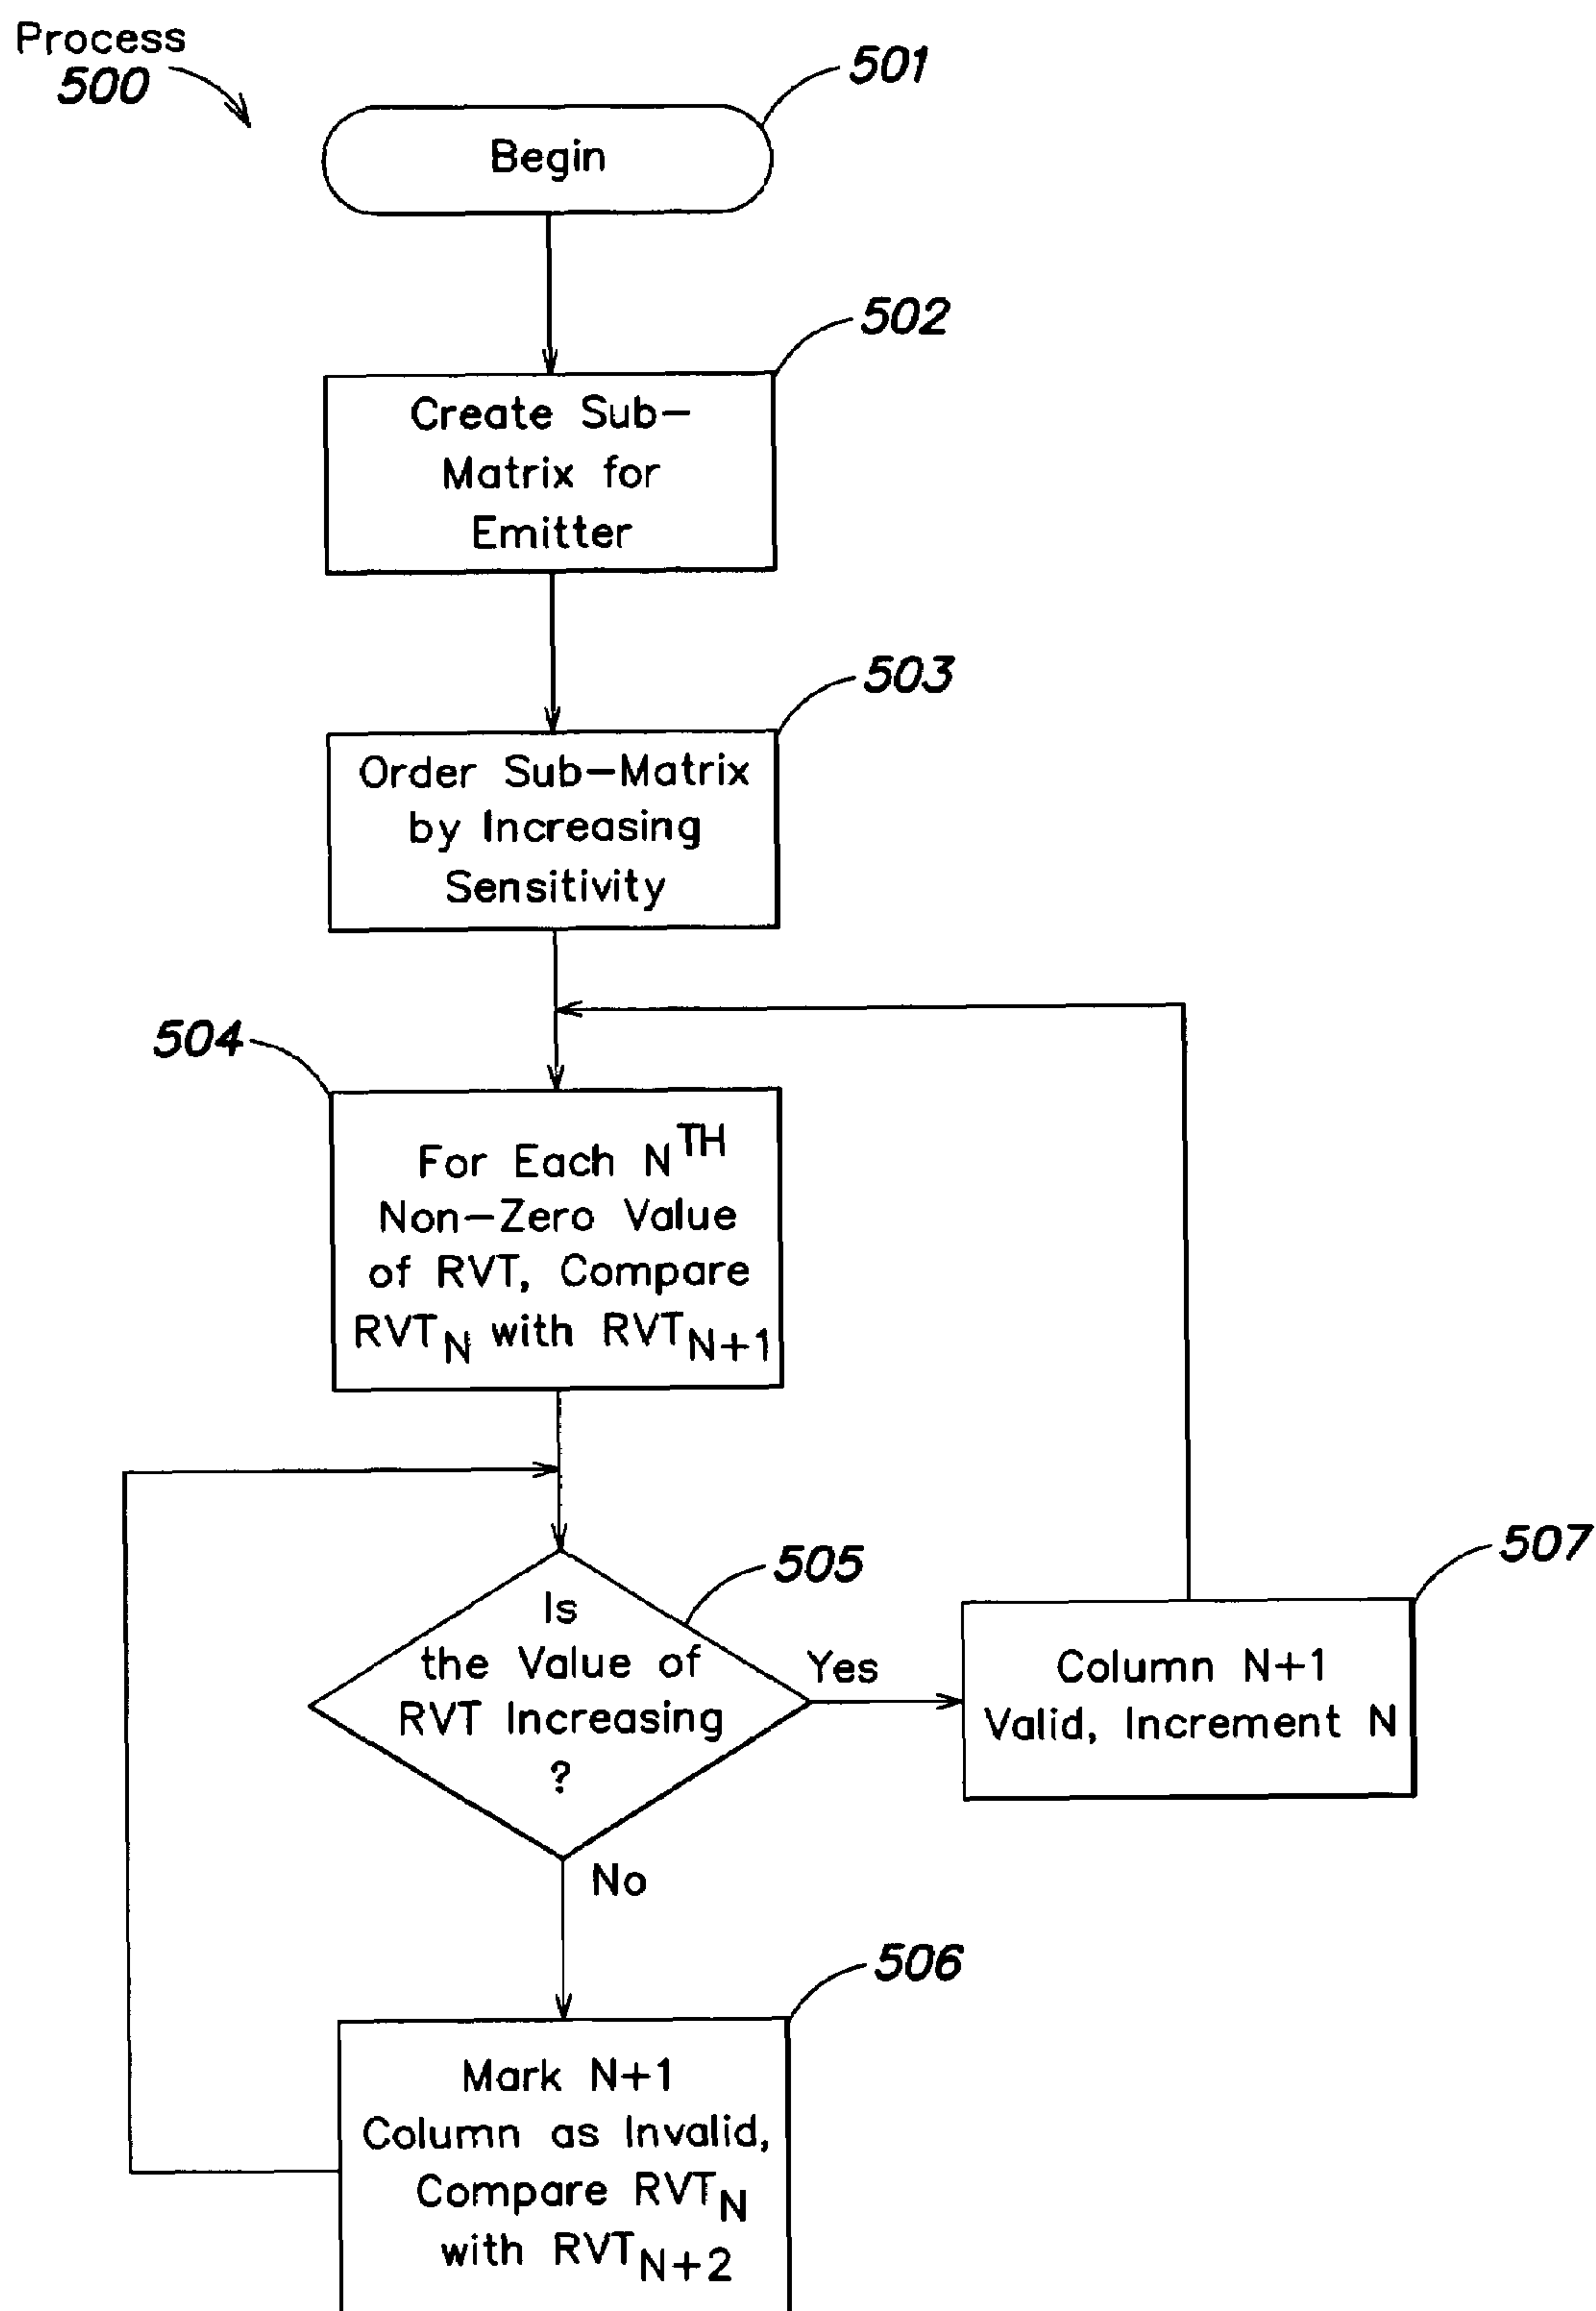 Process
500
501
Begin
502
Create Sub-
Matrix for
Emitter
503
Order Sub-Matrix
by Increasing
Sensitivity
504
For Each N^TH
Non-Zero Value
of RVT, Compare
RVT_N with RVT_N+1
505
Is
the Value of
RVT Increasing
?
Yes
507
Column N+1
Valid, Increment N
No
506
Mark N+1
Column as Invalid,
Compare RVT_N
with RVT_N+2